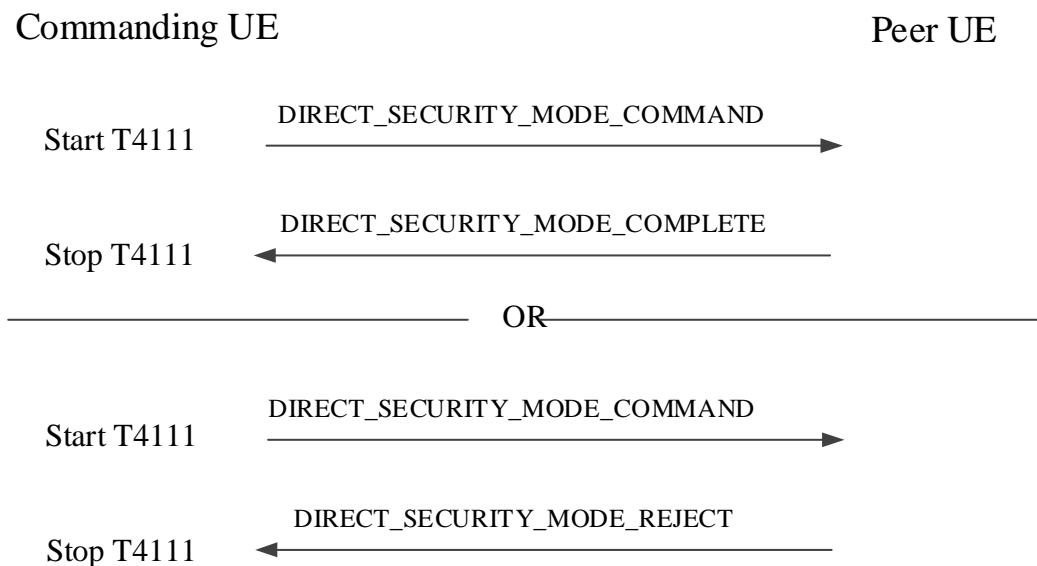 Commanding UE
Peer UE
DIRECT_SECURITY_MODE_COMMAND
Start T4111
DIRECT_SECURITY_MODE_COMPLETE
Stop T4111
OR
DIRECT_SECURITY_MODE_COMMAND
Start T4111
DIRECT_SECURITY_MODE_REJECT
Stop T4111